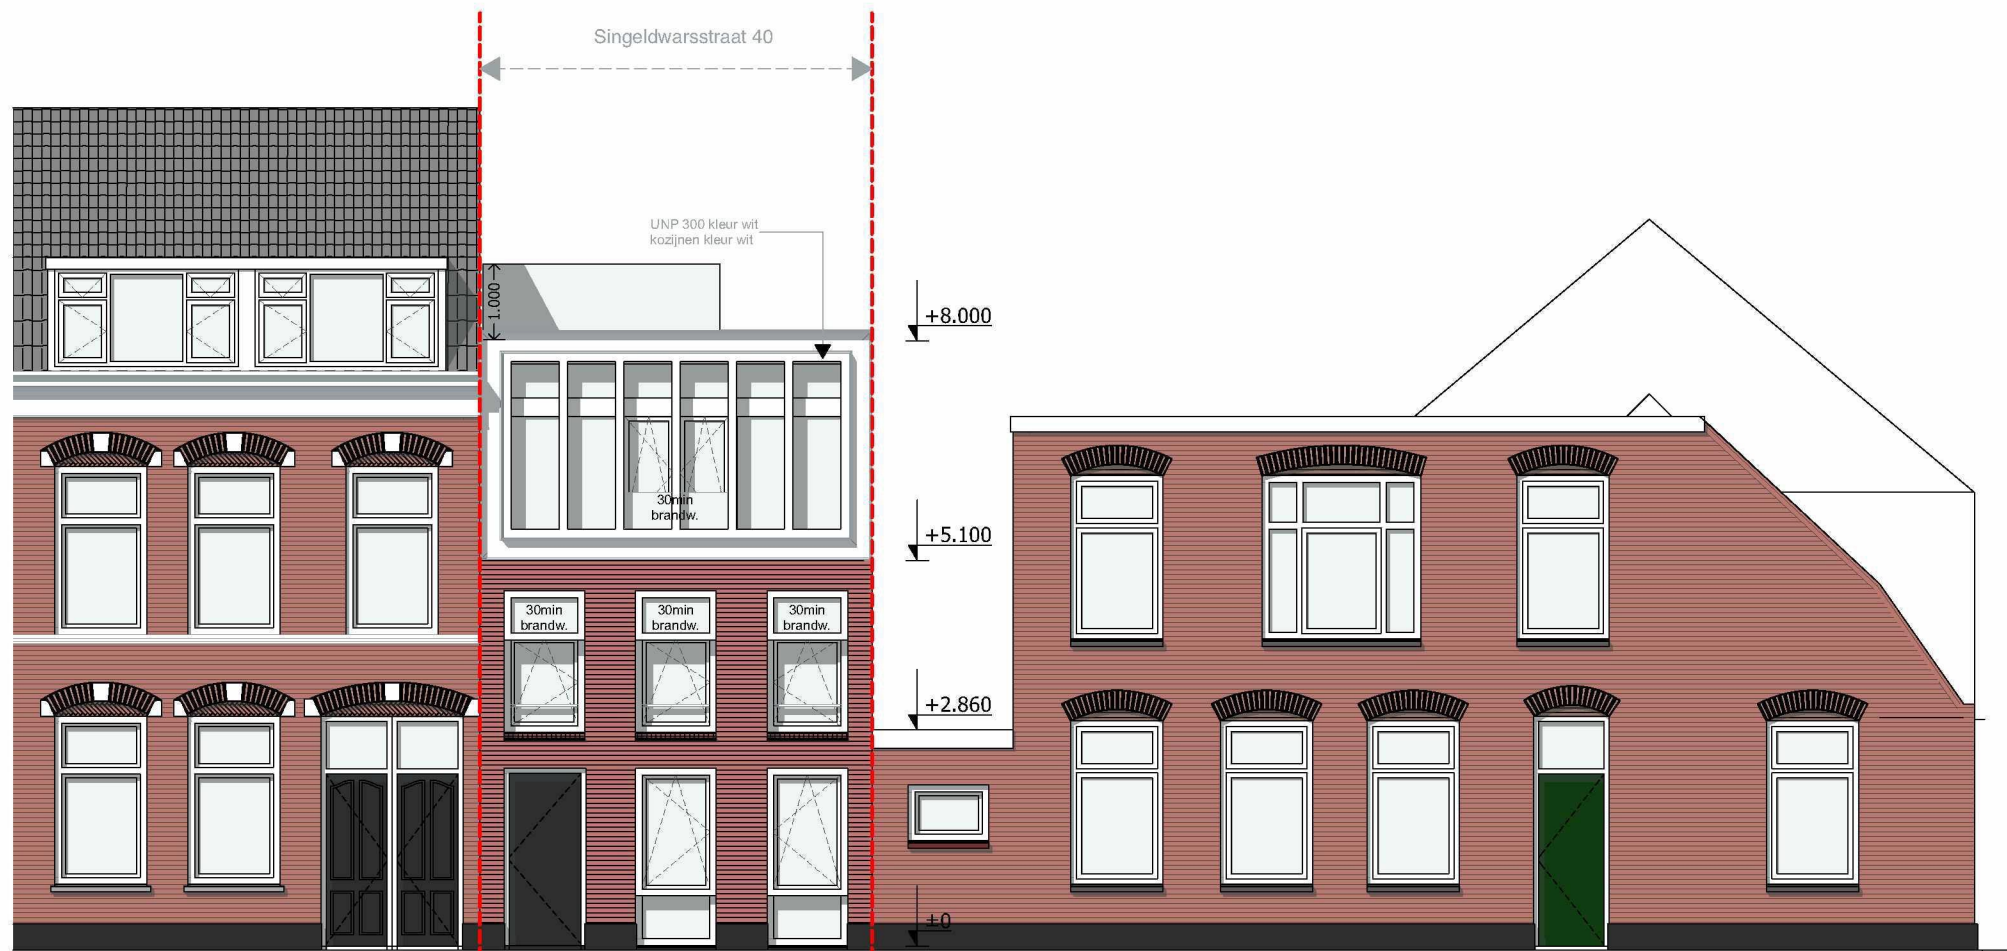 Singeldwarsstraat 40
UNP 300 kleur wit
kozijnen kleur wit
1.000
+8.000
30min
brandw.
+5.100
30min
brandw.
30min
brandw.
30min
brandw.
+2.860
±0